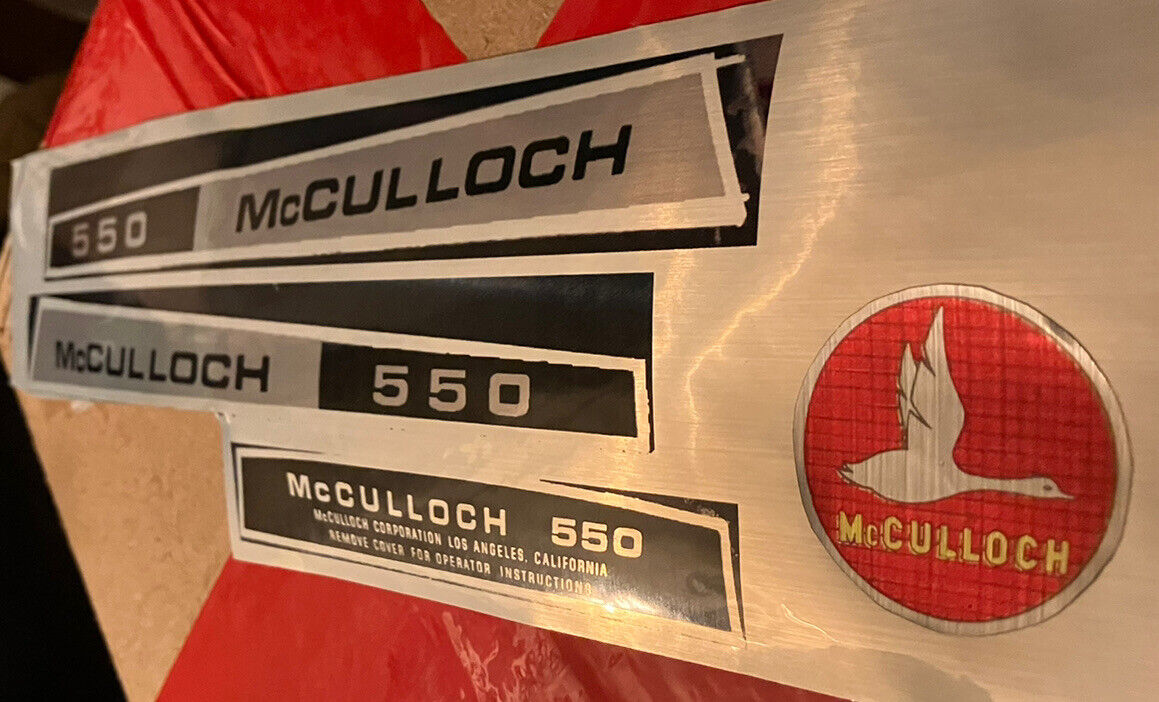 550 McCULLOCH
McCULLOCH 550
McCULLOCH 550
McCULLOCH CORPORATION LOS ANGELES, CALIFORNIA
REMOVE COVER FOR OPERATOR INSTRUCTIONS
McCULLOCH